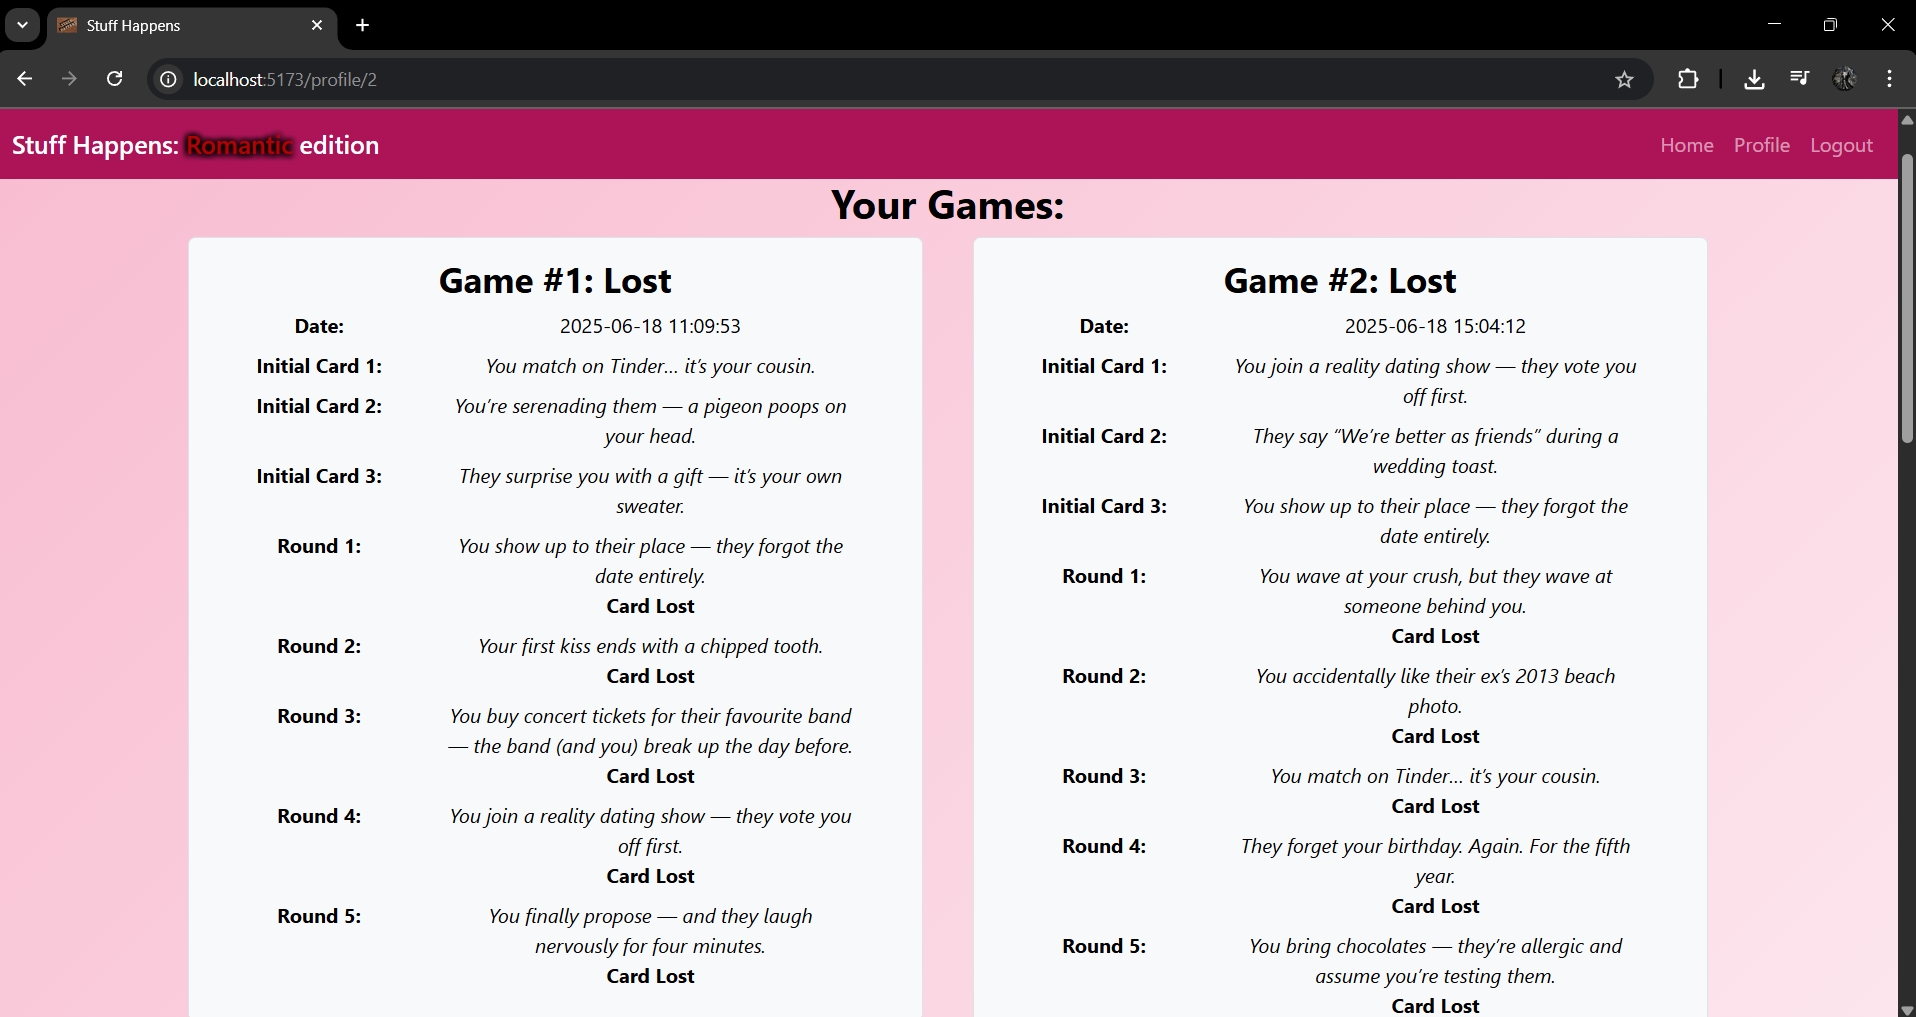 Stuff Happens
localhost:5173/profile/2
Stuff Happens: Romantic edition
Home Profile Logout
Your Games:
Game #1: Lost
Date: 2025-06-18 11:09:53
Initial Card 1: You match on Tinder... it’s your cousin.
Initial Card 2: You’re serenading them — a pigeon poops on
your head.
Initial Card 3: They surprise you with a gift — it’s your own
sweater.
Round 1: You show up to their place — they forgot the
date entirely.
Card Lost
Round 2: Your first kiss ends with a chipped tooth.
Card Lost
Round 3: You buy concert tickets for their favourite band
— the band (and you) break up the day before.
Card Lost
Round 4: You join a reality dating show — they vote you
off first.
Card Lost
Round 5: You finally propose — and they laugh
nervously for four minutes.
Card Lost
Game #2: Lost
Date: 2025-06-18 15:04:12
Initial Card 1: You join a reality dating show — they vote you
off first.
Initial Card 2: They say “We’re better as friends” during a
wedding toast.
Initial Card 3: You show up to their place — they forgot the
date entirely.
Round 1: You wave at your crush, but they wave at
someone behind you.
Card Lost
Round 2: You accidentally like their ex’s 2013 beach
photo.
Card Lost
Round 3: You match on Tinder... it’s your cousin.
Card Lost
Round 4: They forget your birthday. Again. For the fifth
year.
Card Lost
Round 5: You bring chocolates — they’re allergic and
assume you’re testing them.
Card Lost